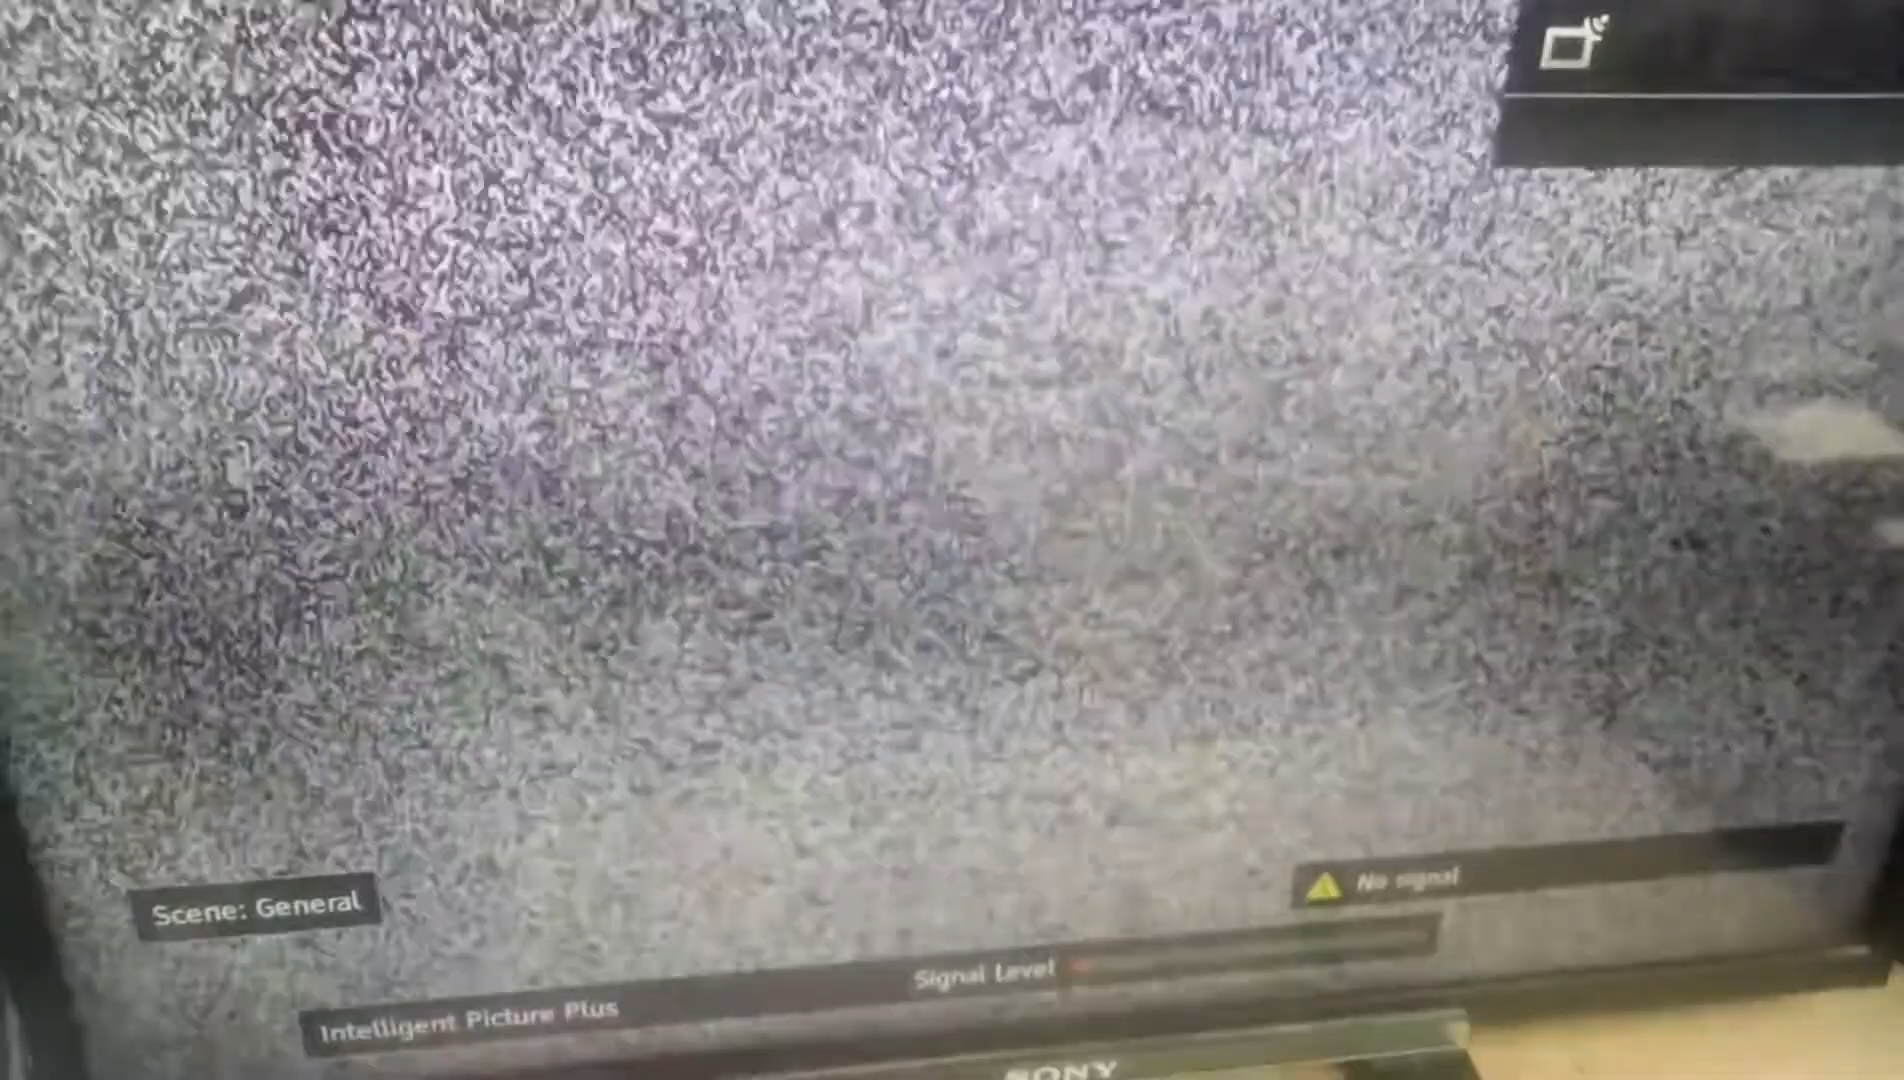 Scene: General
No signal
Signal Level
Intelligent Picture Plus
SONY